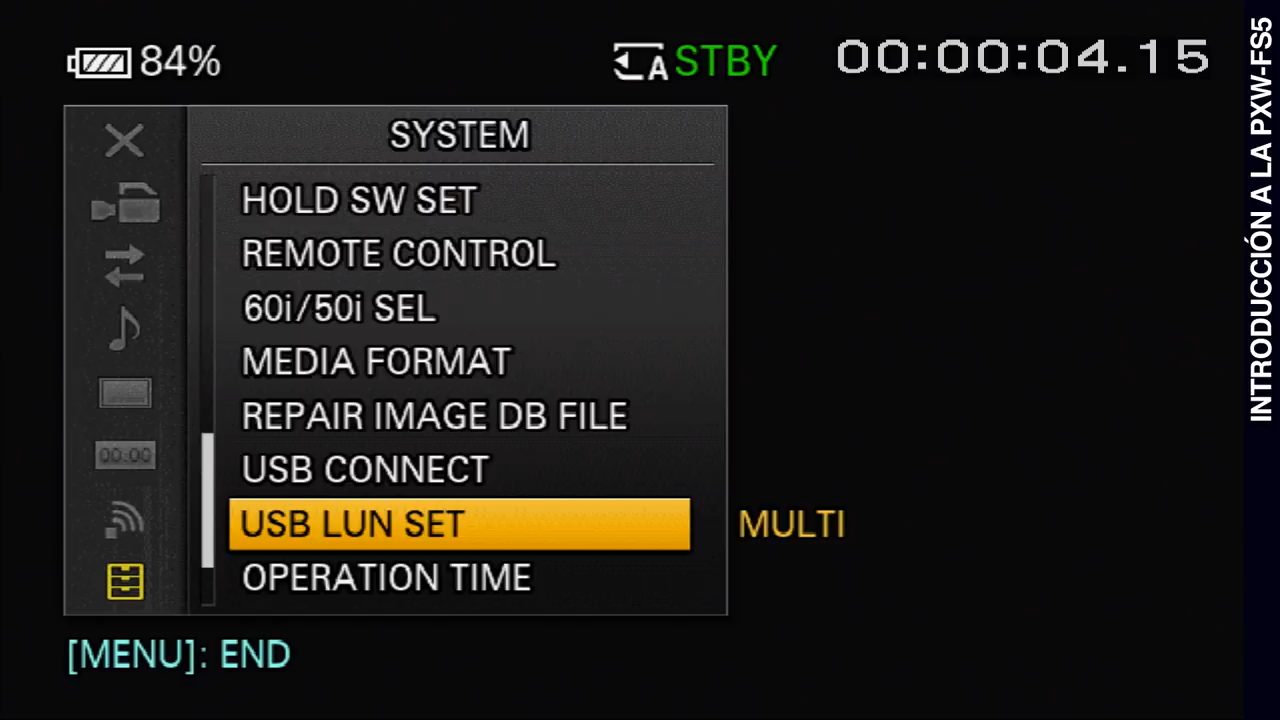 84%
A STBY
00:00:04.15
SYSTEM
HOLD SW SET
REMOTE CONTROL
60i/50i SEL
MEDIA FORMAT
REPAIR IMAGE DB FILE
USB CONNECT
00:00
USB LUN SET MULTI
OPERATION TIME
[MENU]: END
INTRODUCCIÓN A LA PXW-FS5